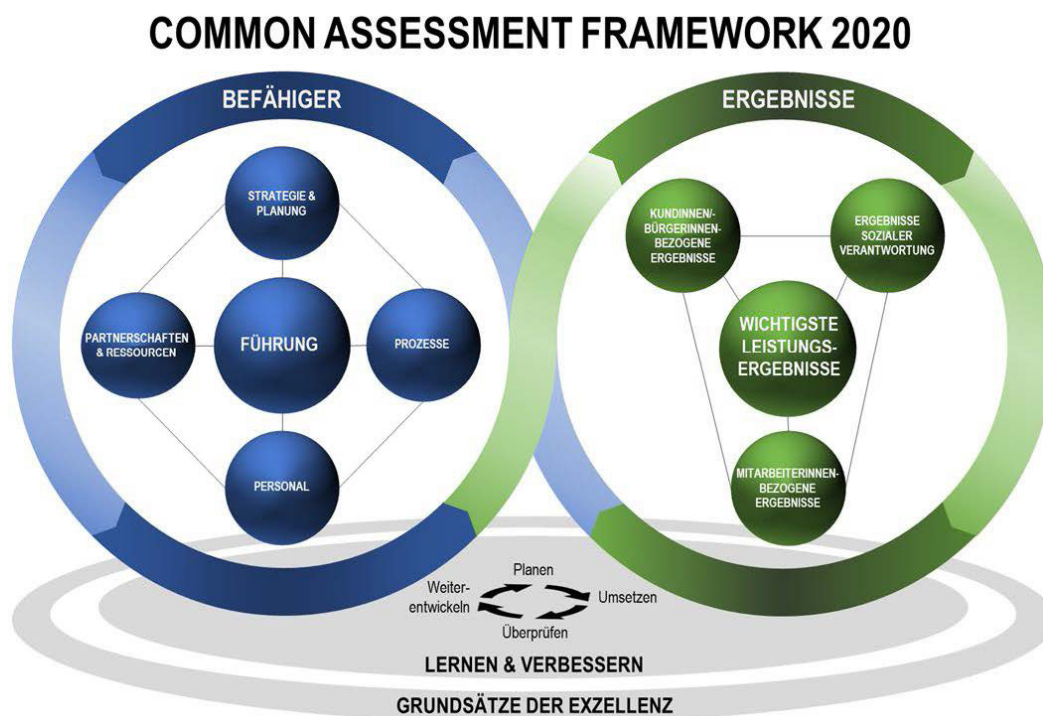 COMMON ASSESSMENT FRAMEWORK 2020
BEFÄHIGER
STRATEGIE &
PLANUNG
PARTNERSCHAFTEN
& RESSOURCEN
FÜHRUNG
PROZESSE
PERSONAL
ERGEBNISSE
KUNDINNEN/
-BÜRGERINNEN-
BEZOGENE
ERGEBNISSE
ERGEBNISSE
SOZIALER
VERANTWORTUNG
WICHTIGSTE
LEISTUNGS-
ERGEBNISSE
MITARBEITERINNEN-
BEZOGENE
ERGEBNISSE
Planen
Weiter-
entwickeln
Umsetzen
Überprüfen
LERNEN & VERBESSERN
GRUNDSÄTZE DER EXZELLENZ